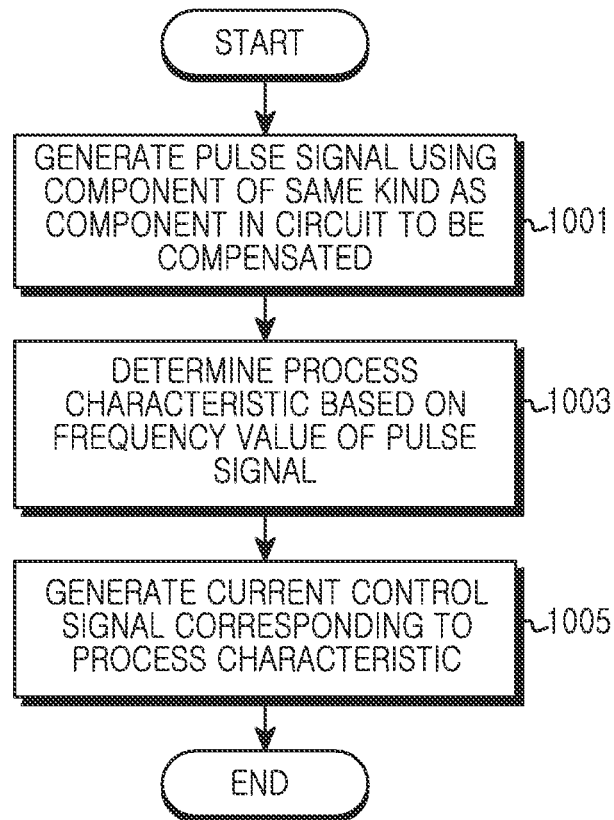 START
GENERATE PULSE SIGNAL USING
COMPONENT OF SAME KIND AS
COMPONENT IN CIRCUIT TO BE
COMPENSATED
1001
DETERMINE PROCESS
CHARACTERISTIC BASED ON
FREQUENCY VALUE OF PULSE
SIGNAL
1003
GENERATE CURRENT CONTROL
SIGNAL CORRESPONDING TO
PROCESS CHARACTERISTIC
1005
END